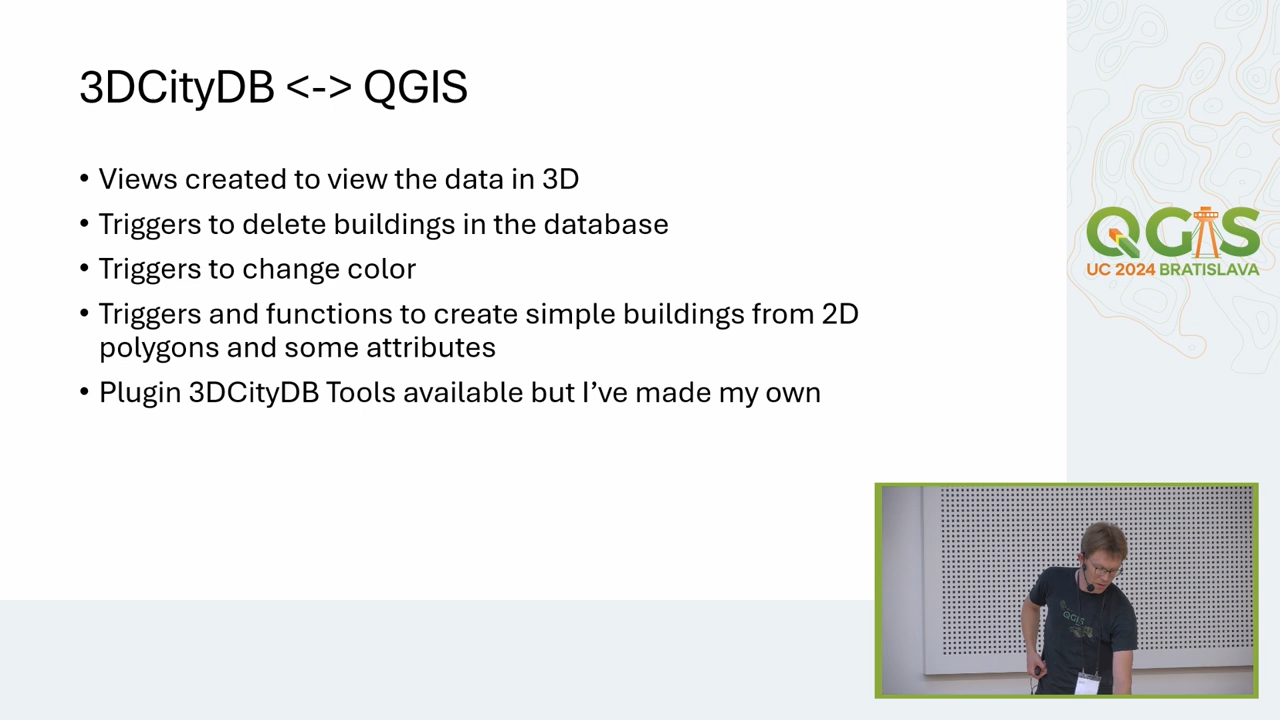 3DCityDB <-> QGIS
• Views created to view the data in 3D
• Triggers to delete buildings in the database
• Triggers to change color
• Triggers and functions to create simple buildings from 2D
polygons and some attributes
• Plugin 3DCityDB Tools available but I’ve made my own
QGIS
UC 2024 BRATISLAVA
QGIS